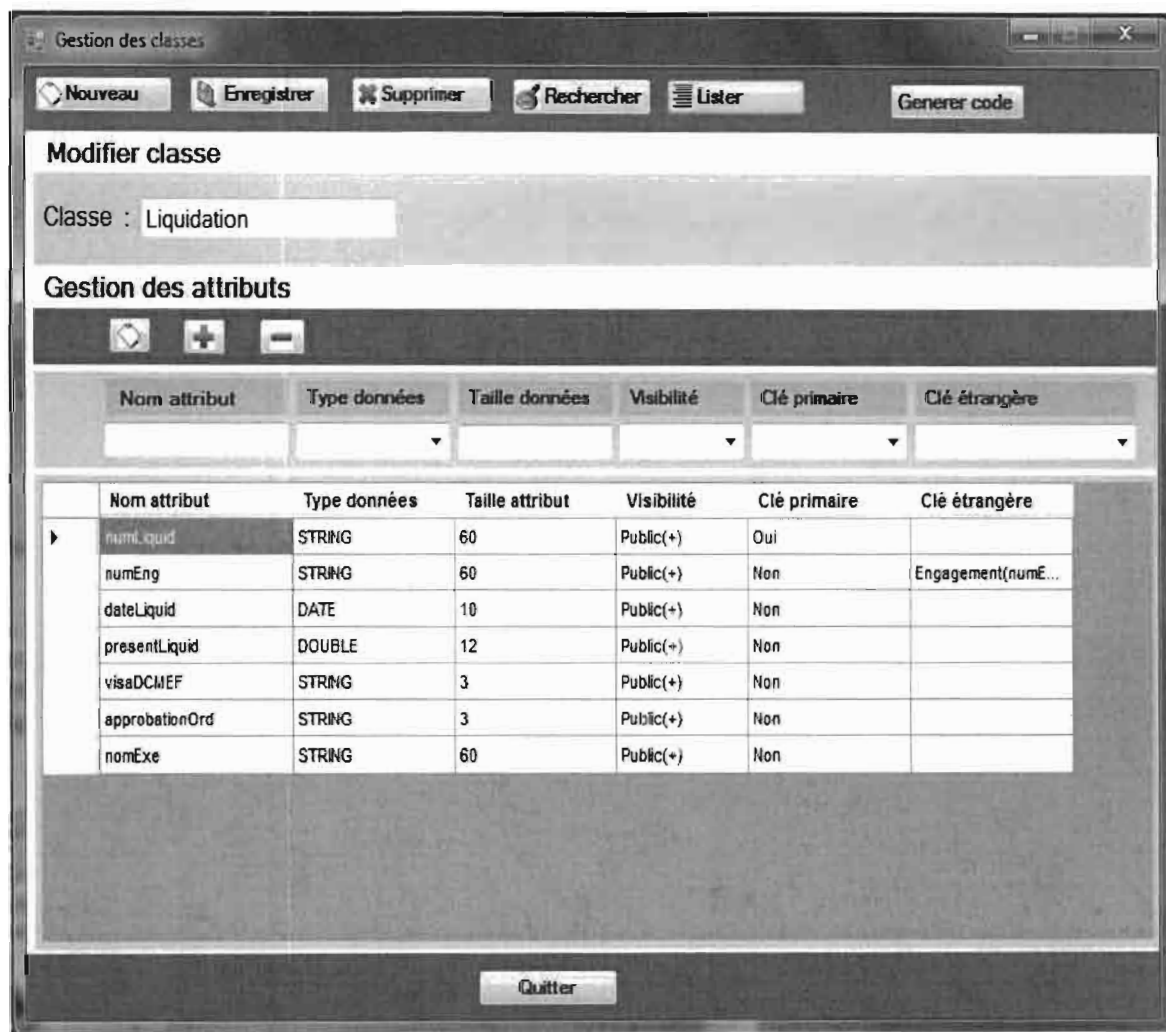 Gestion des classes
Nouveau Enregistrer Supprimer Rechercher Lister Generer code
Modifier classe
Classe : Liquidation
Gestion des attributs
Nom attribut Type données Taille données Visibilité Clé primaire Clé étrangère
Nom attribut Type données Taille attribut Visibilité Clé primaire Clé étrangère
numLiquid STRING 60 Public(+) Oui
numEng STRING 60 Public(+) Non Engagement(numE...
dateLiquid DATE 10 Public(+) Non
presentLiquid DOUBLE 12 Public(+) Non
visaDCMEF STRING 3 Public(+) Non
approbationOrd STRING 3 Public(+) Non
nomExe STRING 60 Public(+) Non
Quitter